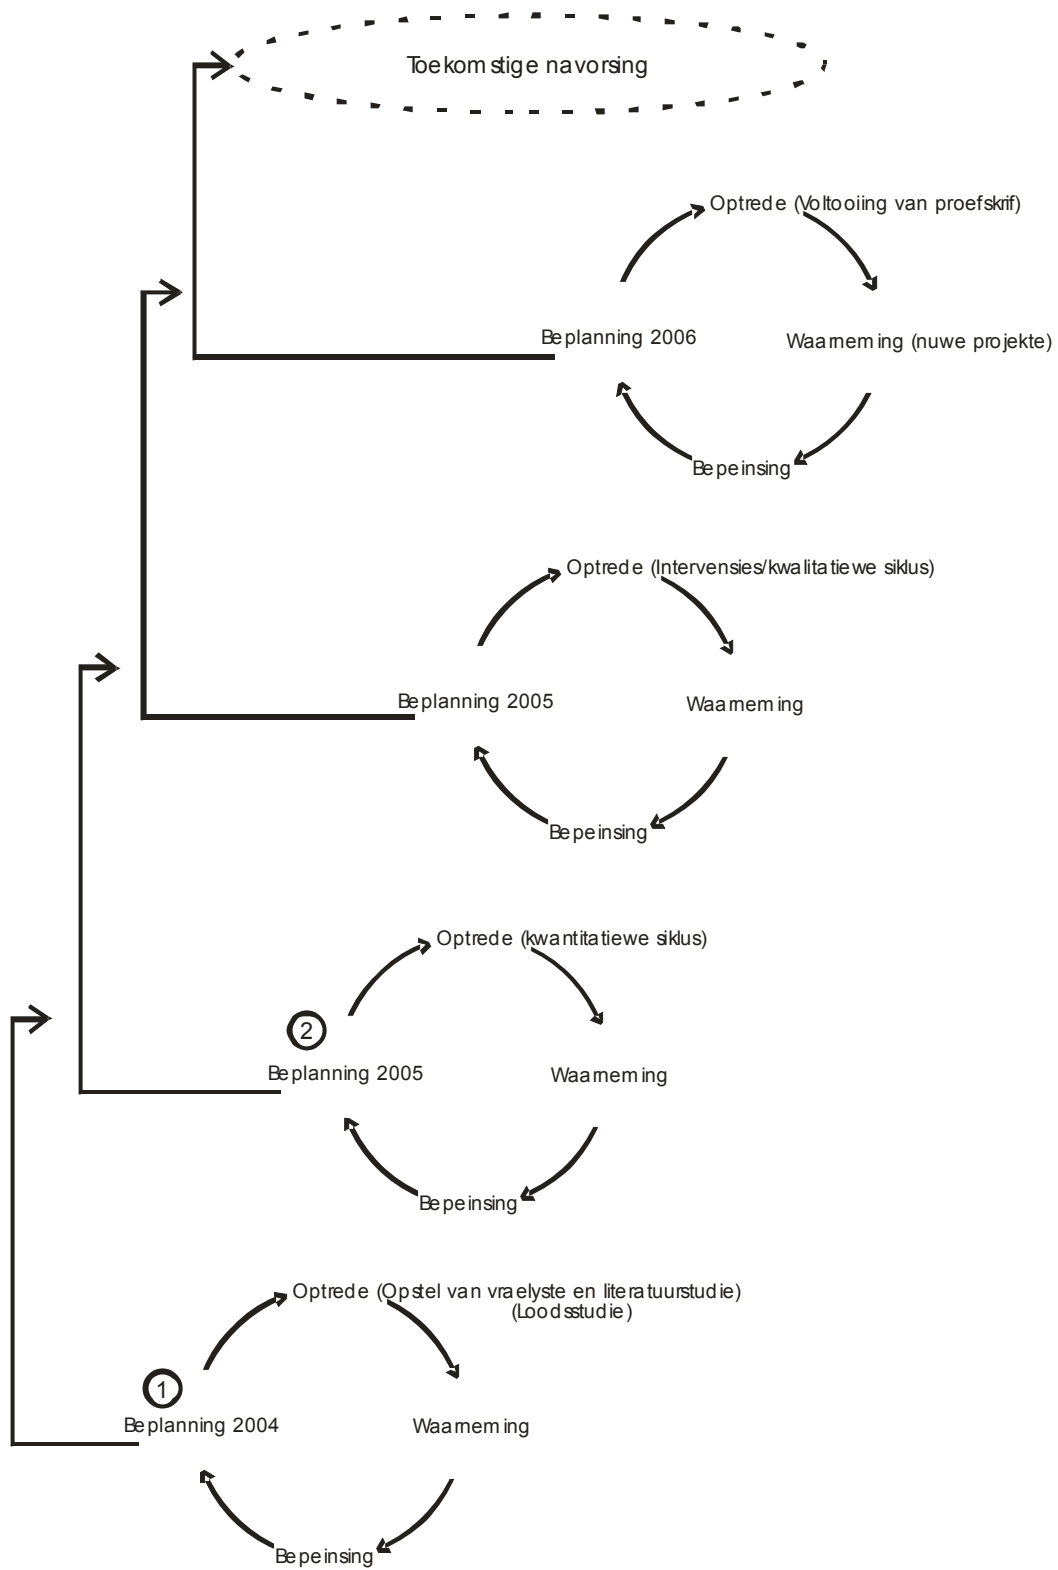 Toekomstige navorsing
Optrede (Voltooiing van proefskrif)
Beplanning 2006
Waarneming (nuwe projekte)
Bepeinsing
Optrede (Intervensies/kwalitatiewe siklus)
Beplanning 2005
Waarneming
Bepeinsing
Optrede (kwantitatiewe siklus)
2
Beplanning 2005
Waarneming
Bepeinsing
Optrede (Opstel van vraelyste en literatuurstudie)
(Loodsstudie)
1
Beplanning 2004
Waarneming
Bepeinsing